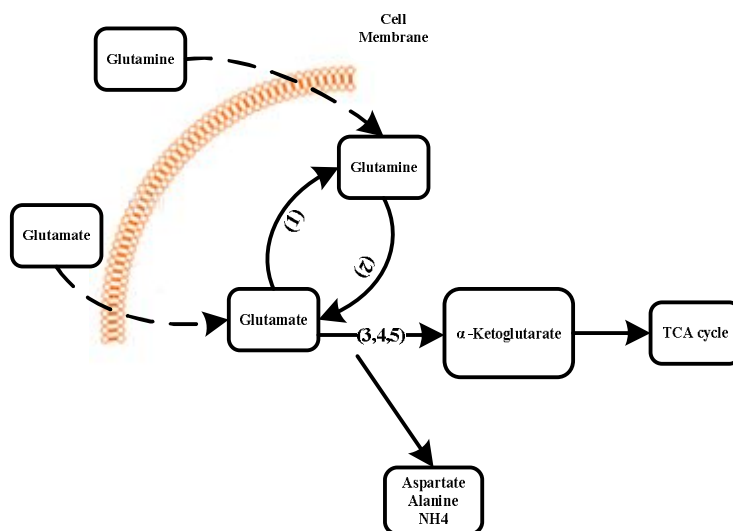 Cell
Membrane
Glutamine
Glutamine
(1)
(2)
Glutamate
Glutamate
(3,4,5)
α-Ketoglutarate
TCA cycle
Aspartate
Alanine
NH4